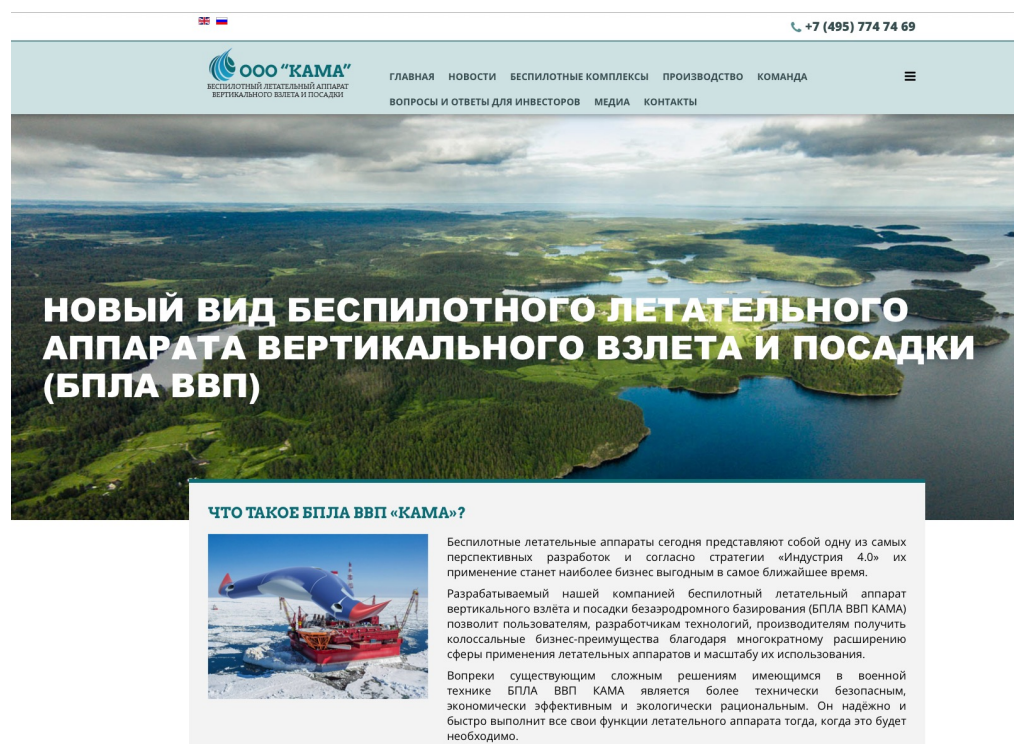 +7 (495) 774 74 69
ООО “КАМА”
БЕСПИЛОТНЫЙ ЛЕТАТЕЛЬНЫЙ АППАРАТ
ВЕРТИКАЛЬНОГО ВЗЛЕТА И ПОСАДКИ
ГЛАВНАЯ НОВОСТИ БЕСПИЛОТНЫЕ КОМПЛЕКСЫ ПРОИЗВОДСТВО КОМАНДА
ВОПРОСЫ И ОТВЕТЫ ДЛЯ ИНВЕСТОРОВ МЕДИА КОНТАКТЫ
НОВЫЙ ВИД БЕСПИЛОТНОГО ЛЕТАТЕЛЬНОГО
АППАРАТА ВЕРТИКАЛЬНОГО ВЗЛЕТА И ПОСАДКИ
(БПЛА ВВП)
ЧТО ТАКОЕ БПЛА ВВП «КАМА»?
Беспилотные летательные аппараты сегодня представляют собой одну из самых
перспективных разработок и согласно стратегии «Индустрия 4.0» их
применение станет наиболее бизнес выгодным в самое ближайшее время.
Разрабатываемый нашей компанией беспилотный летательный аппарат
вертикального взлёта и посадки безаэродромного базирования (БПЛА ВВП КАМА)
позволит пользователям, разработчикам технологий, производителям получить
колоссальные бизнес-преимущества благодаря многократному расширению
сферы применения летательных аппаратов и масштабу их использования.
Вопреки существующим сложным решениям имеющимся в военной
технике БПЛА ВВП КАМА является более технически безопасным,
экономически эффективным и экологически рациональным. Он надёжно и
быстро выполнит все свои функции летательного аппарата тогда, когда это будет
необходимо.